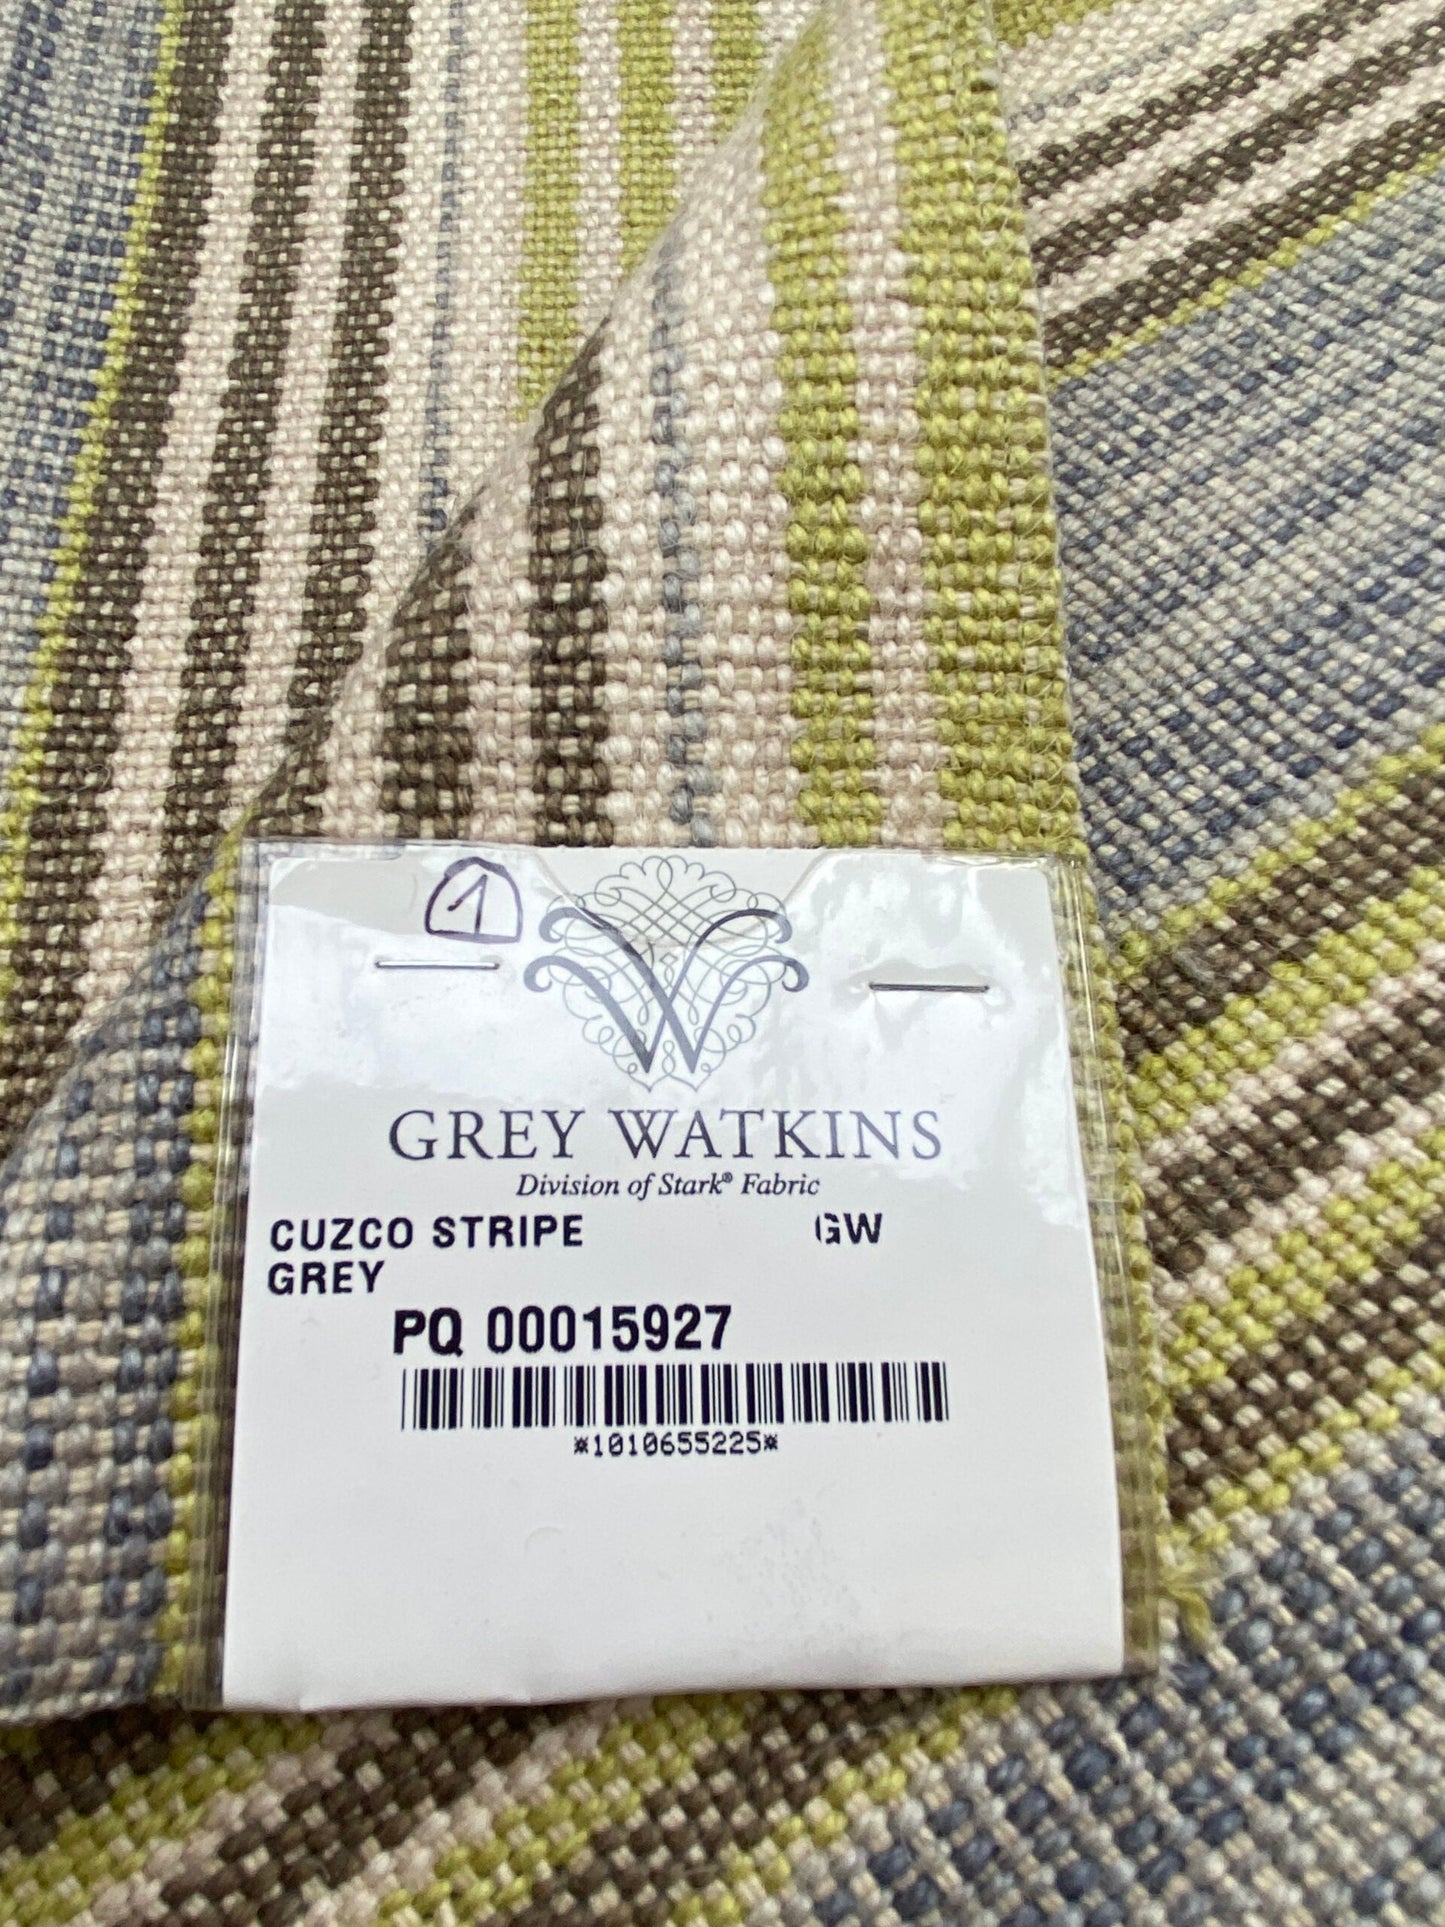 1
GREY WATKINS
Division of Stark® Fabric
CUZCO STRIPE GW
GREY
PQ 00015927
*1010655225*